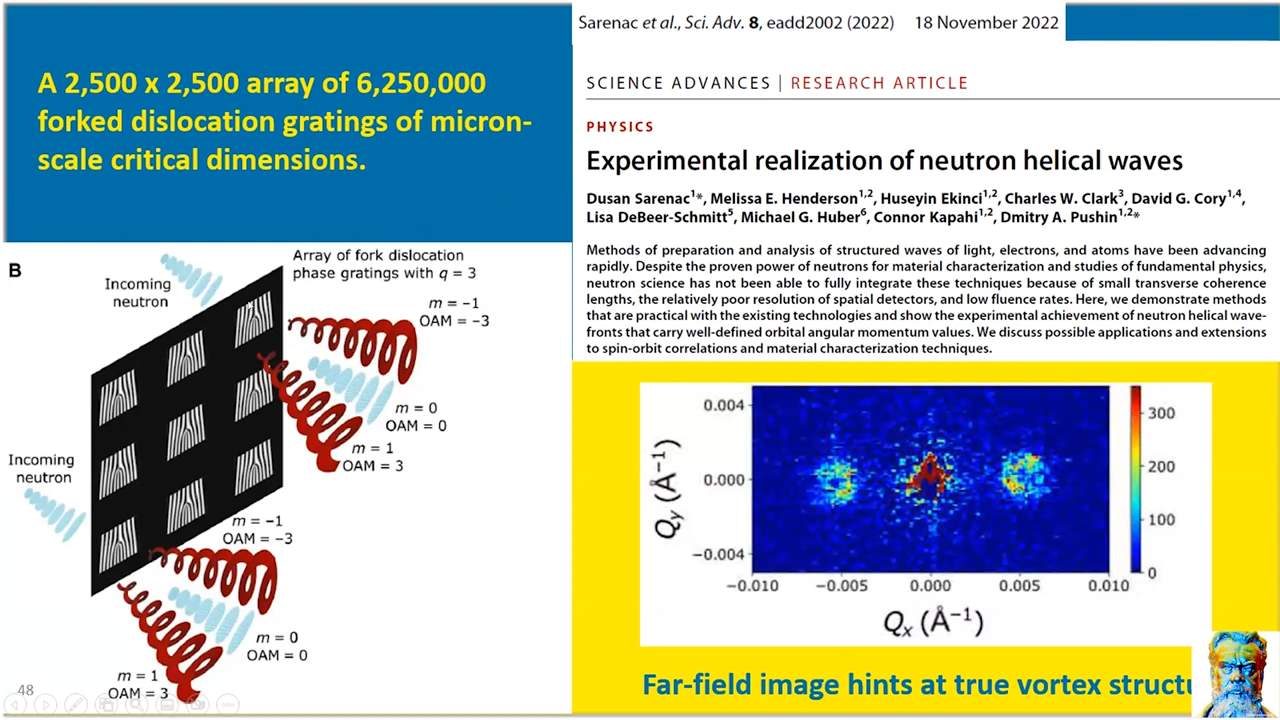 Sarenac et al., Sci. Adv. 8, eadd2002 (2022) 18 November 2022
A 2,500 x 2,500 array of 6,250,000
forked dislocation gratings of micron-
scale critical dimensions.
SCIENCE ADVANCES | RESEARCH ARTICLE
PHYSICS
Experimental realization of neutron helical waves
Dusan Sarenac1*, Melissa E. Henderson1,2, Huseyin Ekinci1,2, Charles W. Clark3, David G. Cory1,4,
Lisa DeBeer-Schmitt5, Michael G. Huber6, Connor Kapahi1,2, Dmitry A. Pushin1,2*
Methods of preparation and analysis of structured waves of light, electrons, and atoms have been advancing
rapidly. Despite the proven power of neutrons for material characterization and studies of fundamental physics,
neutron science has not been able to fully integrate these techniques because of small transverse coherence
lengths, the relatively poor resolution of spatial detectors, and low fluence rates. Here, we demonstrate methods
that are practical with the existing technologies and show the experimental achievement of neutron helical wave-
fronts that carry well-defined orbital angular momentum values. We discuss possible applications and extensions
to spin-orbit correlations and material characterization techniques.
B
Array of fork dislocation
phase gratings with q = 3
Incoming
neutron
m = −1
OAM = −3
m = 0
OAM = 0
m = 1
OAM = 3
Incoming
neutron
m = −1
OAM = −3
m = 0
OAM = 0
m = 1
OAM = 3
0.004
0.000
−0.004
Qy (Å−1)
−0.010 −0.005 0.000 0.005 0.010
Qx (Å−1)
300
200
100
0
Far-field image hints at true vortex structu
48